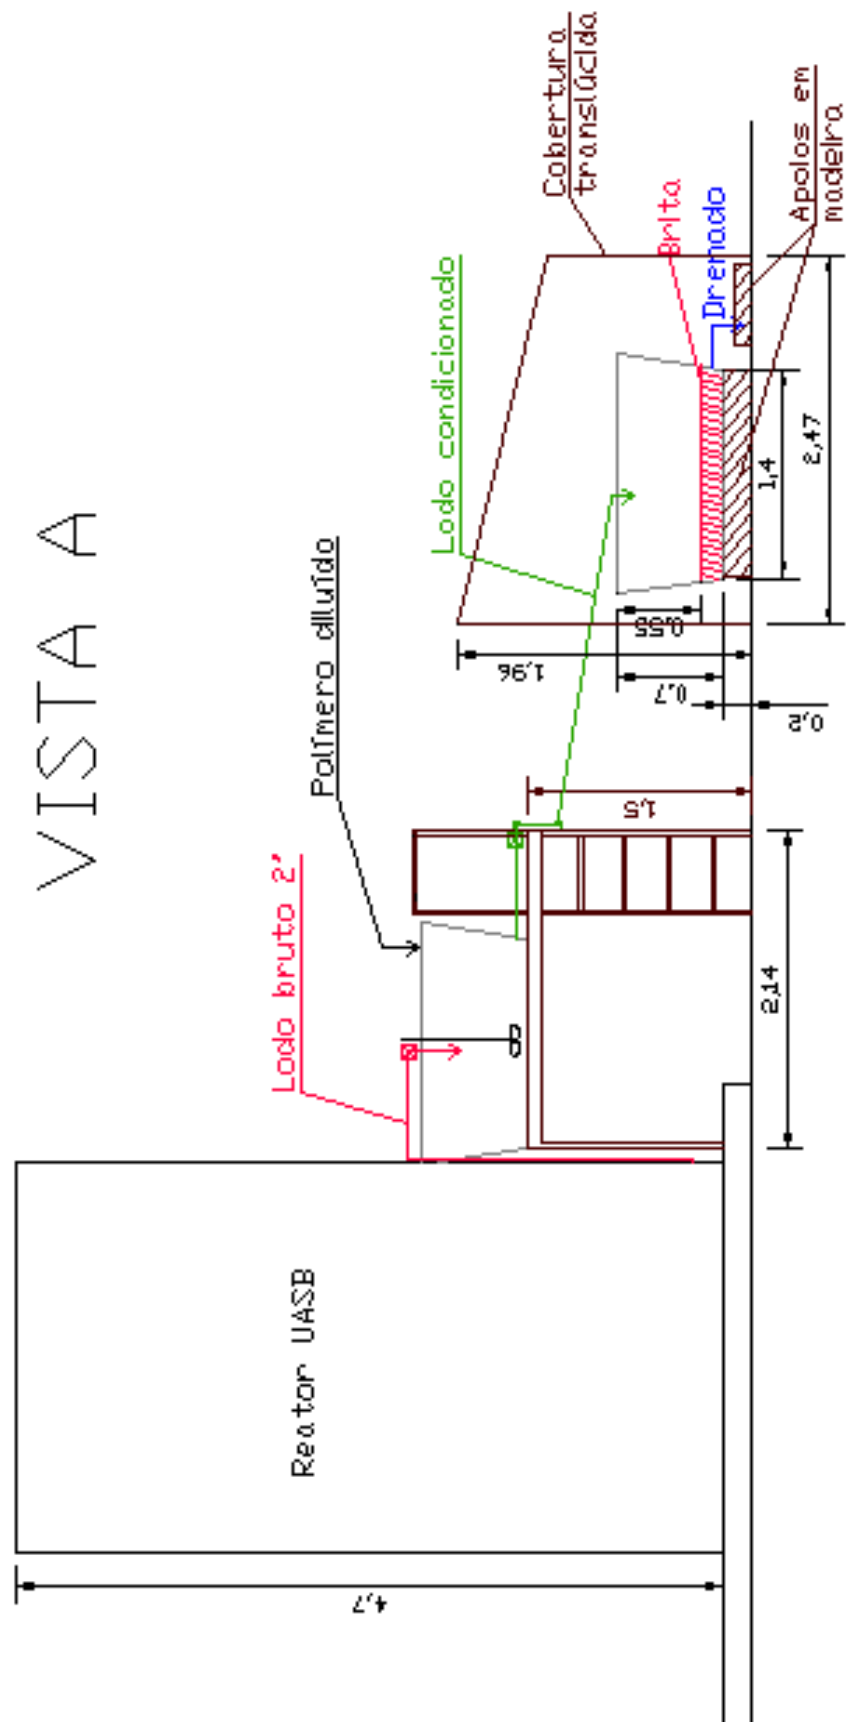 VISTA A
Cobertura
translúcida
Apoios em
madeira
Brita
Drenado
Lodo condicionado
Polímero diluído
Lodo bruto 2"
Reator UASB
4,7
2,14
1,5
1,96
0,55
0,7
0,2
1,4
2,47